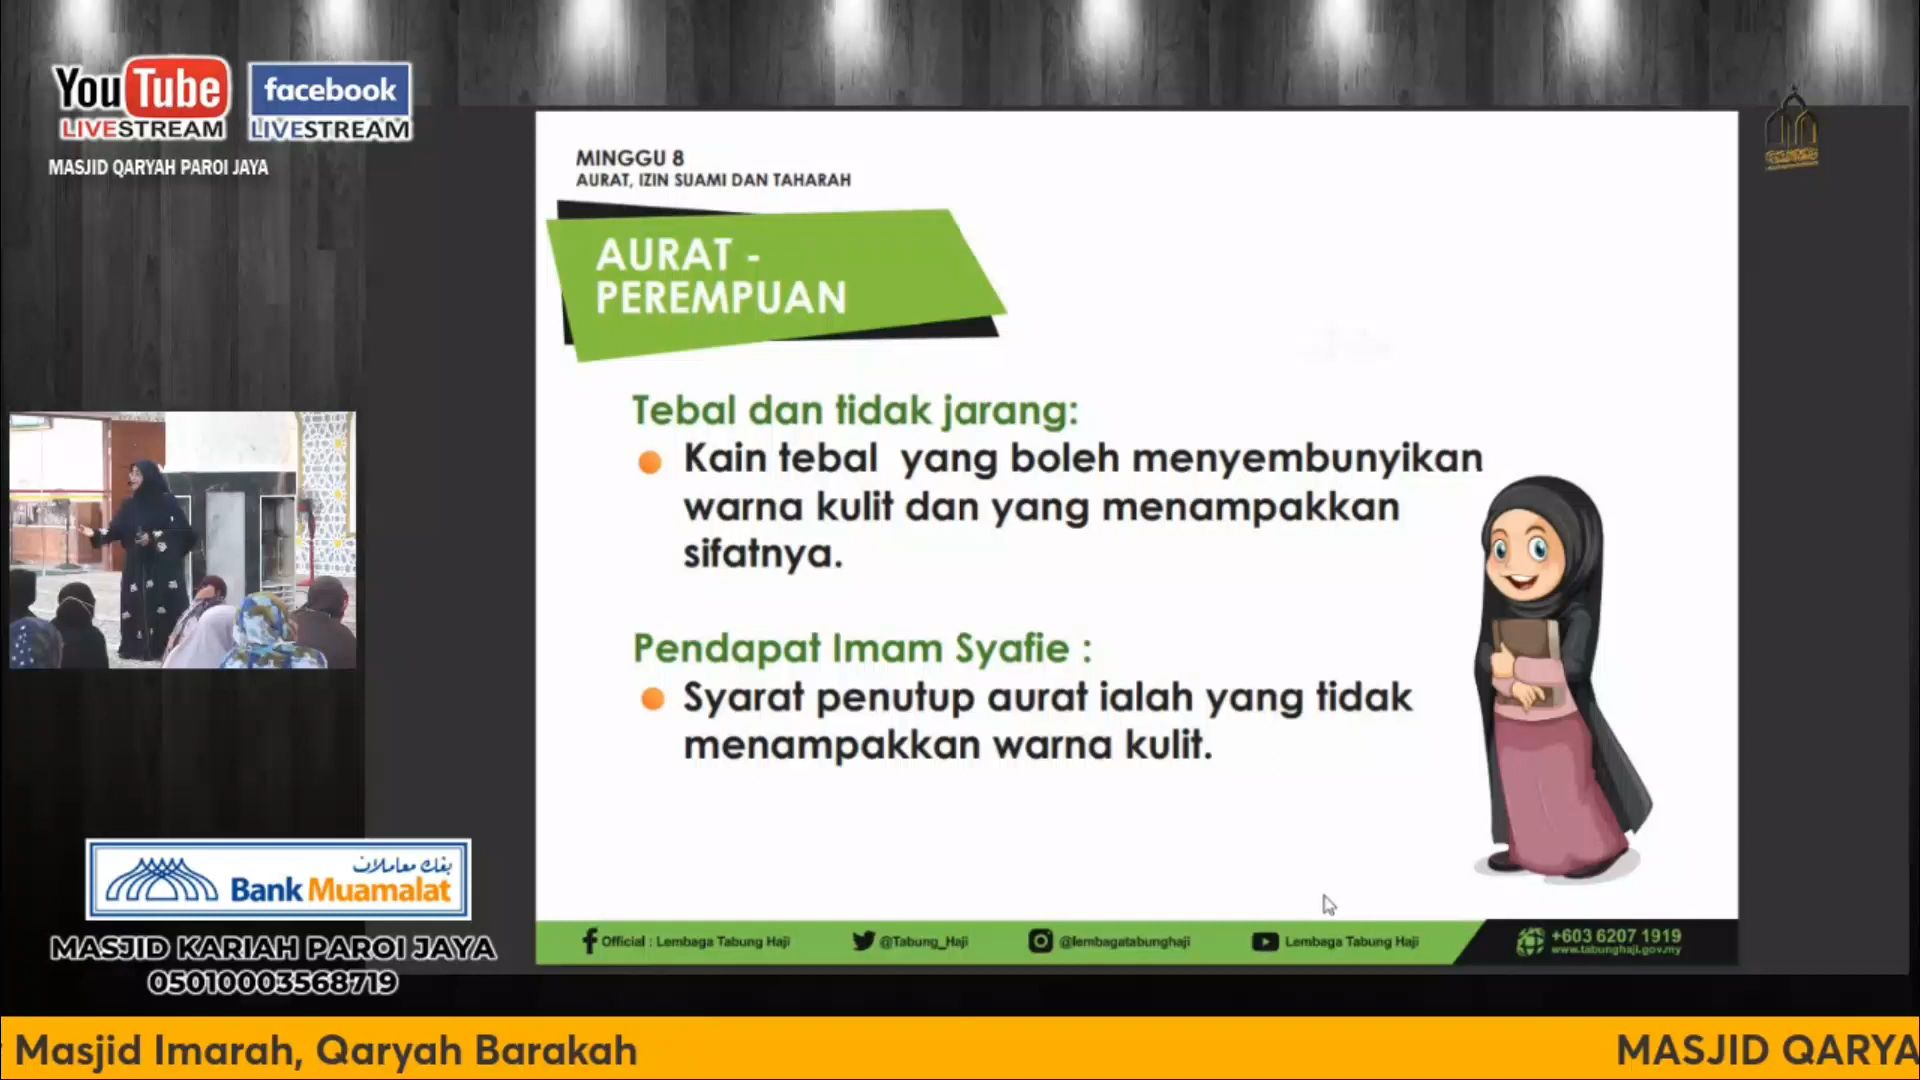 YouTube
LIVESTREAM
facebook
LIVESTREAM
MASJID QARYAH PAROI JAYA
MINGGU 8
AURAT, IZIN SUAMI DAN TAHARAH
AURAT -
PEREMPUAN
Tebal dan tidak jarang:
Kain tebal yang boleh menyembunyikan
warna kulit dan yang menampakkan
sifatnya.
Pendapat Imam Syafie :
Syarat penutup aurat ialah yang tidak
menampakkan warna kulit.
بنك معاملات
Bank Muamalat
MASJID KARIAH PAROI JAYA
05010003568719
Official : Lembaga Tabung Haji
@Tabung_Haji
@lembagatabunghaji
Lembaga Tabung Haji
+603 6207 1919
www.tabunghaji.gov.my
Masjid Imarah, Qaryah Barakah
MASJID QARYA